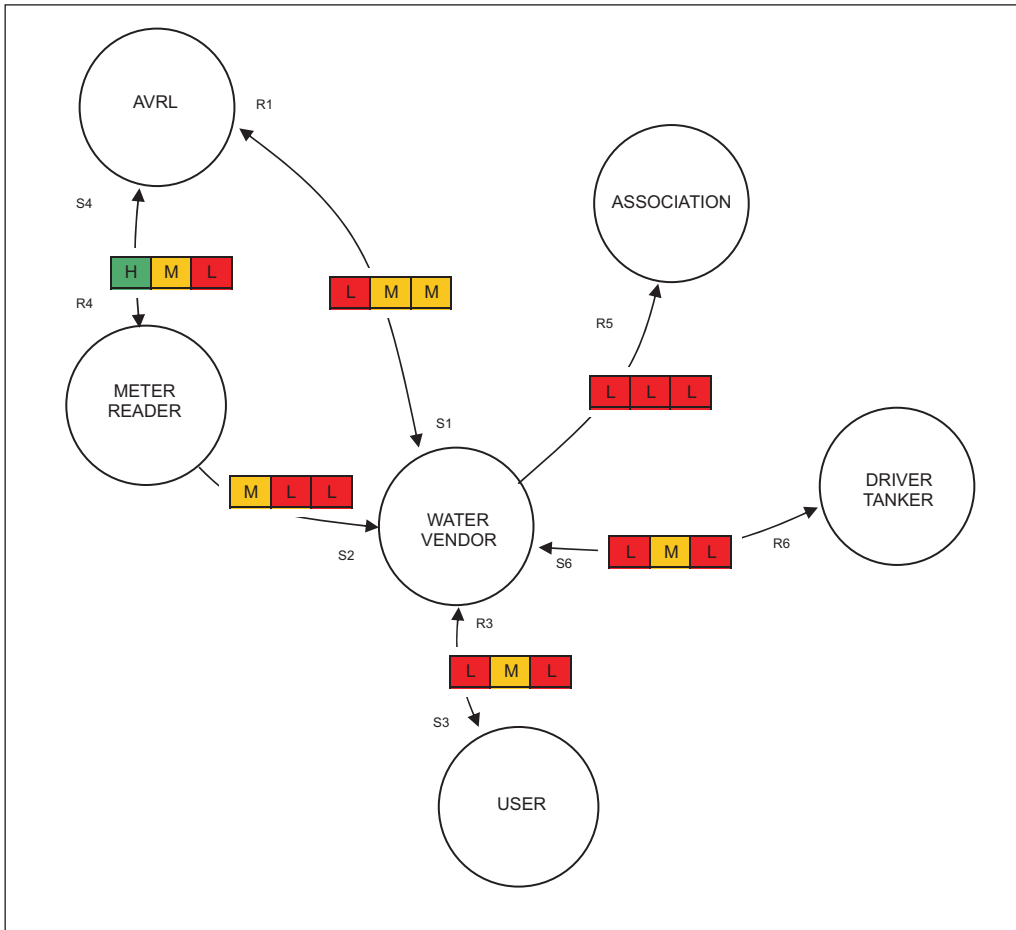 AVRL
R1
ASSOCIATION
S4
H M L
R4
L M M
R5
METER
READER
L L L
S1
M L L
S2
WATER
VENDOR
DRIVER
TANKER
L M L
S6
R6
R3
L M L
S3
USER